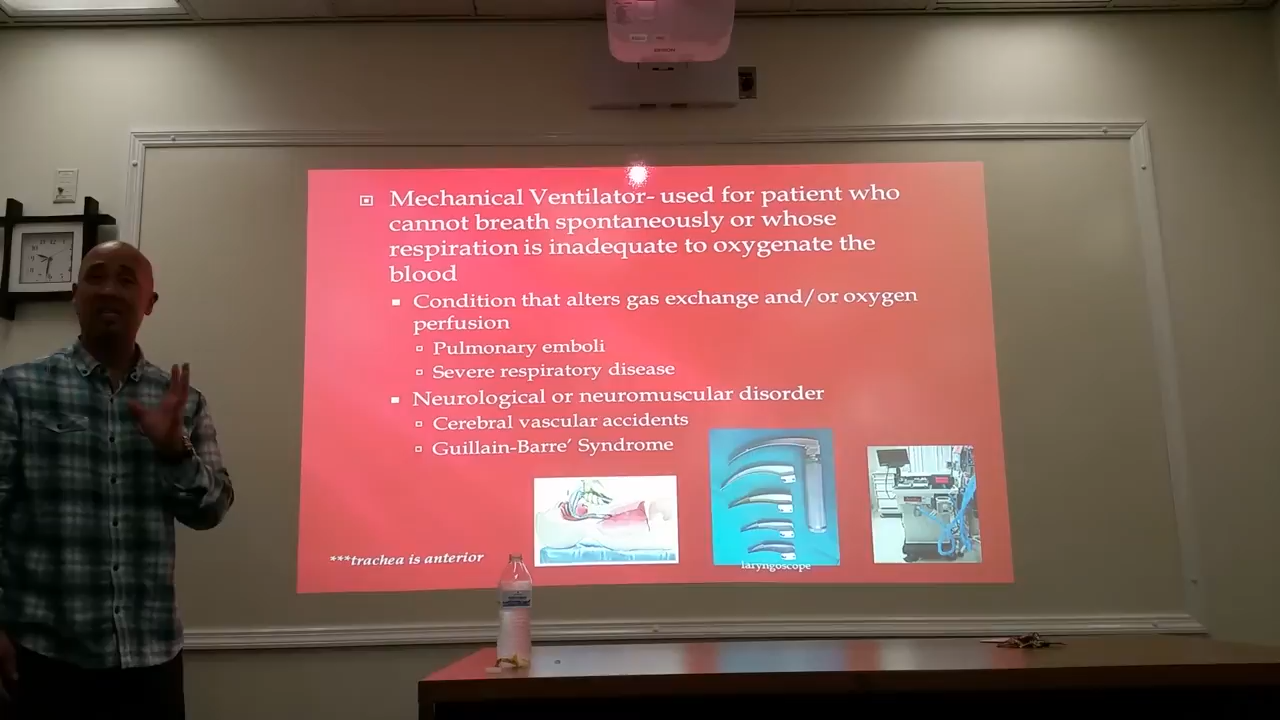 Mechanical Ventilator- used for patient who
cannot breath spontaneously or whose
respiration is inadequate to oxygenate the
blood
Condition that alters gas exchange and/or oxygen
perfusion
Pulmonary emboli
Severe respiratory disease
Neurological or neuromuscular disorder
Cerebral vascular accidents
Guillain-Barre’ Syndrome
***trachea is anterior
laryngoscope